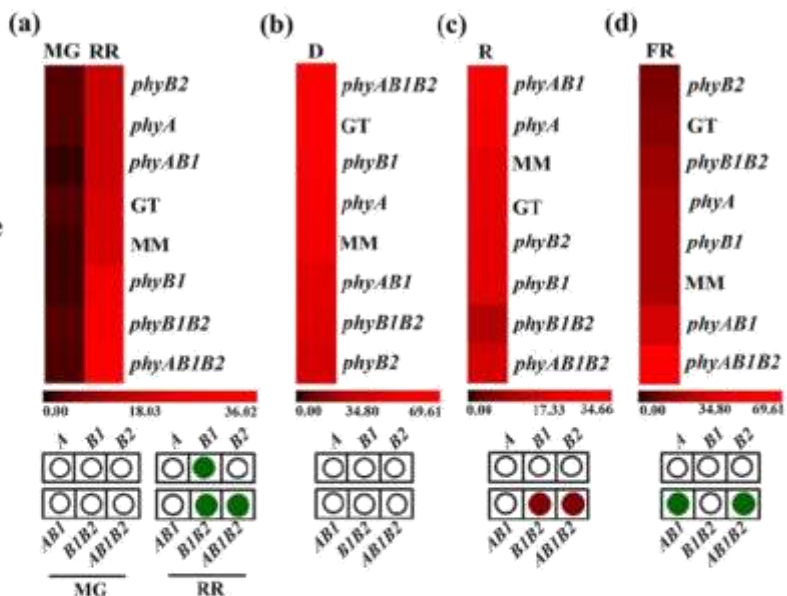 (a) (b) (c) (d)
MG RR D R FR
phyB2 phyAB1B2 phyAB1 phyB2
phyA GT phyA GT
phyAB1 phyB1 MM phyB1B2
GT phyA GT phyA
MM MM phyB2 phyB1
phyB1 phyAB1 phyB1 MM
phyB1B2 phyB1B2 phyB1B2 phyAB1
phyAB1B2 phyB2 phyAB1B2 phyAB1B2
0.00 18.03 36.02 0.00 34.80 69.61 0.00 17.33 34.66 0.00 34.80 69.61
A B1 B2 A B1 B2 A B1 B2 A B1 B2 A B1 B2
AB1 B1B2 AB1B2 AB1 B1B2 AB1B2 AB1 B1B2 AB1B2 AB1 B1B2 AB1B2 AB1 B1B2 AB1B2
MG RR